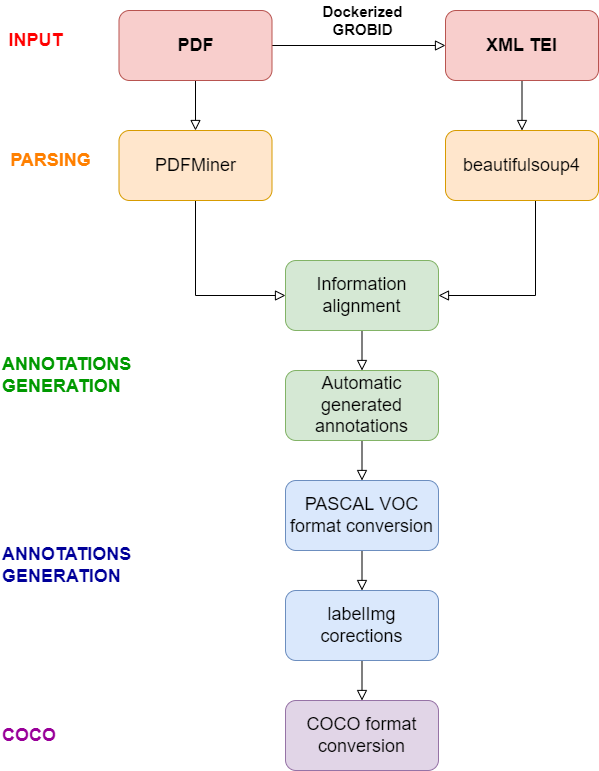 Dockerized
GROBID
INPUT
PDF
XML TEI
PARSING
PDFMiner
beautifulsoup4
Information
alignment
ANNOTATIONS
GENERATION
Automatic
generated
annotations
PASCAL VOC
format conversion
ANNOTATIONS
GENERATION
labelImg
corections
COCO
COCO format
conversion